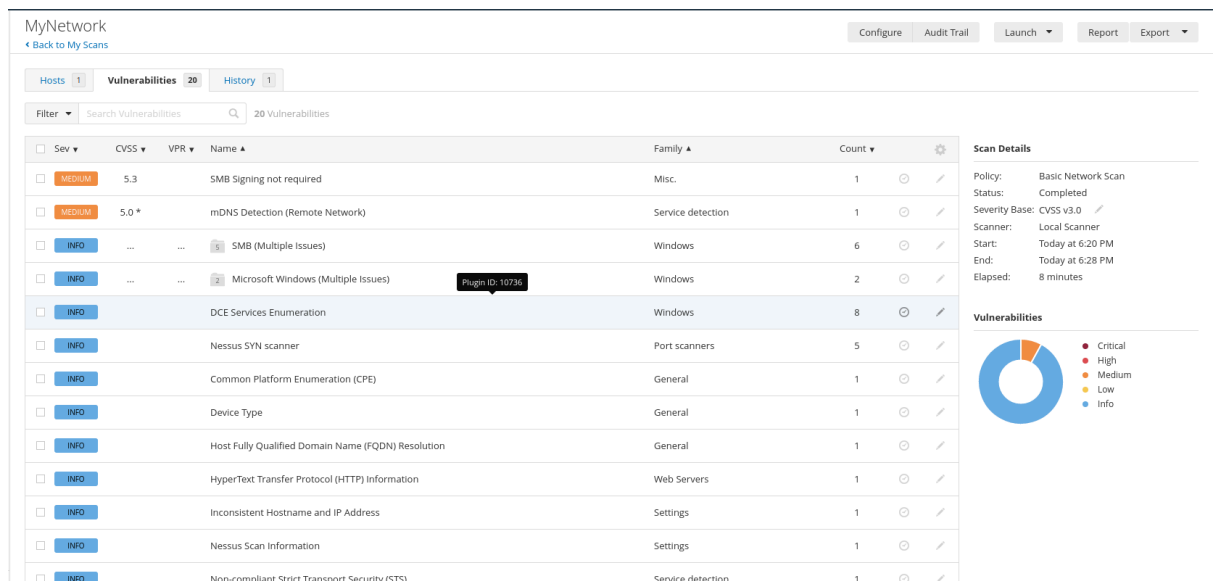 MyNetwork
Back to My Scans
Configure Audit Trail Launch Report Export
Hosts 1 Vulnerabilities 20 History 1
Filter Search Vulnerabilities 20 Vulnerabilities
Sev CVSS VPR Name Family Count
MEDIUM 5.3 SMB Signing not required Misc. 1
MEDIUM 5.0 * mDNS Detection (Remote Network) Service detection 1
INFO ... ... 5 SMB (Multiple Issues) Windows 6
INFO ... ... 2 Microsoft Windows (Multiple Issues) Windows 2
Plugin ID: 10736
INFO DCE Services Enumeration Windows 8
INFO Nessus SYN scanner Port scanners 5
INFO Common Platform Enumeration (CPE) General 1
INFO Device Type General 1
INFO Host Fully Qualified Domain Name (FQDN) Resolution General 1
INFO HyperText Transfer Protocol (HTTP) Information Web Servers 1
INFO Inconsistent Hostname and IP Address Settings 1
INFO Nessus Scan Information Settings 1
INFO Non-compliant Strict Transport Security (STS) Service detection 1
Scan Details
Policy: Basic Network Scan
Status: Completed
Severity Base: CVSS v3.0
Scanner: Local Scanner
Start: Today at 6:20 PM
End: Today at 6:28 PM
Elapsed: 8 minutes
Vulnerabilities
Critical
High
Medium
Low
Info